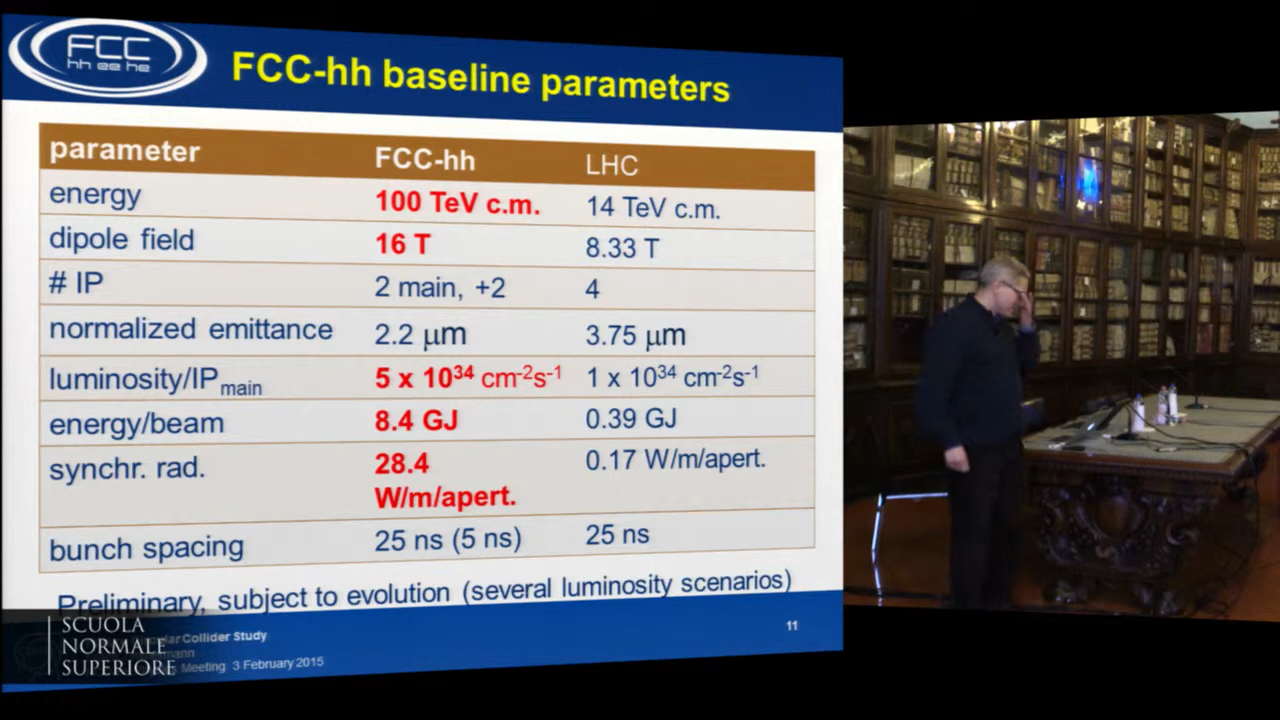 FCC
hh ee he
FCC-hh baseline parameters
parameter FCC-hh LHC
energy 100 TeV c.m. 14 TeV c.m.
dipole field 16 T 8.33 T
# IP 2 main, +2 4
normalized emittance 2.2 μm 3.75 μm
luminosity/IPmain 5 x 10³⁴ cm⁻²s⁻¹ 1 x 10³⁴ cm⁻²s⁻¹
energy/beam 8.4 GJ 0.39 GJ
synchr. rad. 28.4 0.17 W/m/apert.
W/m/apert.
bunch spacing 25 ns (5 ns) 25 ns
Preliminary, subject to evolution (several luminosity scenarios)
11
Collider Study
Meeting 3 February 2015
SCUOLA
NORMALE
SUPERIORE